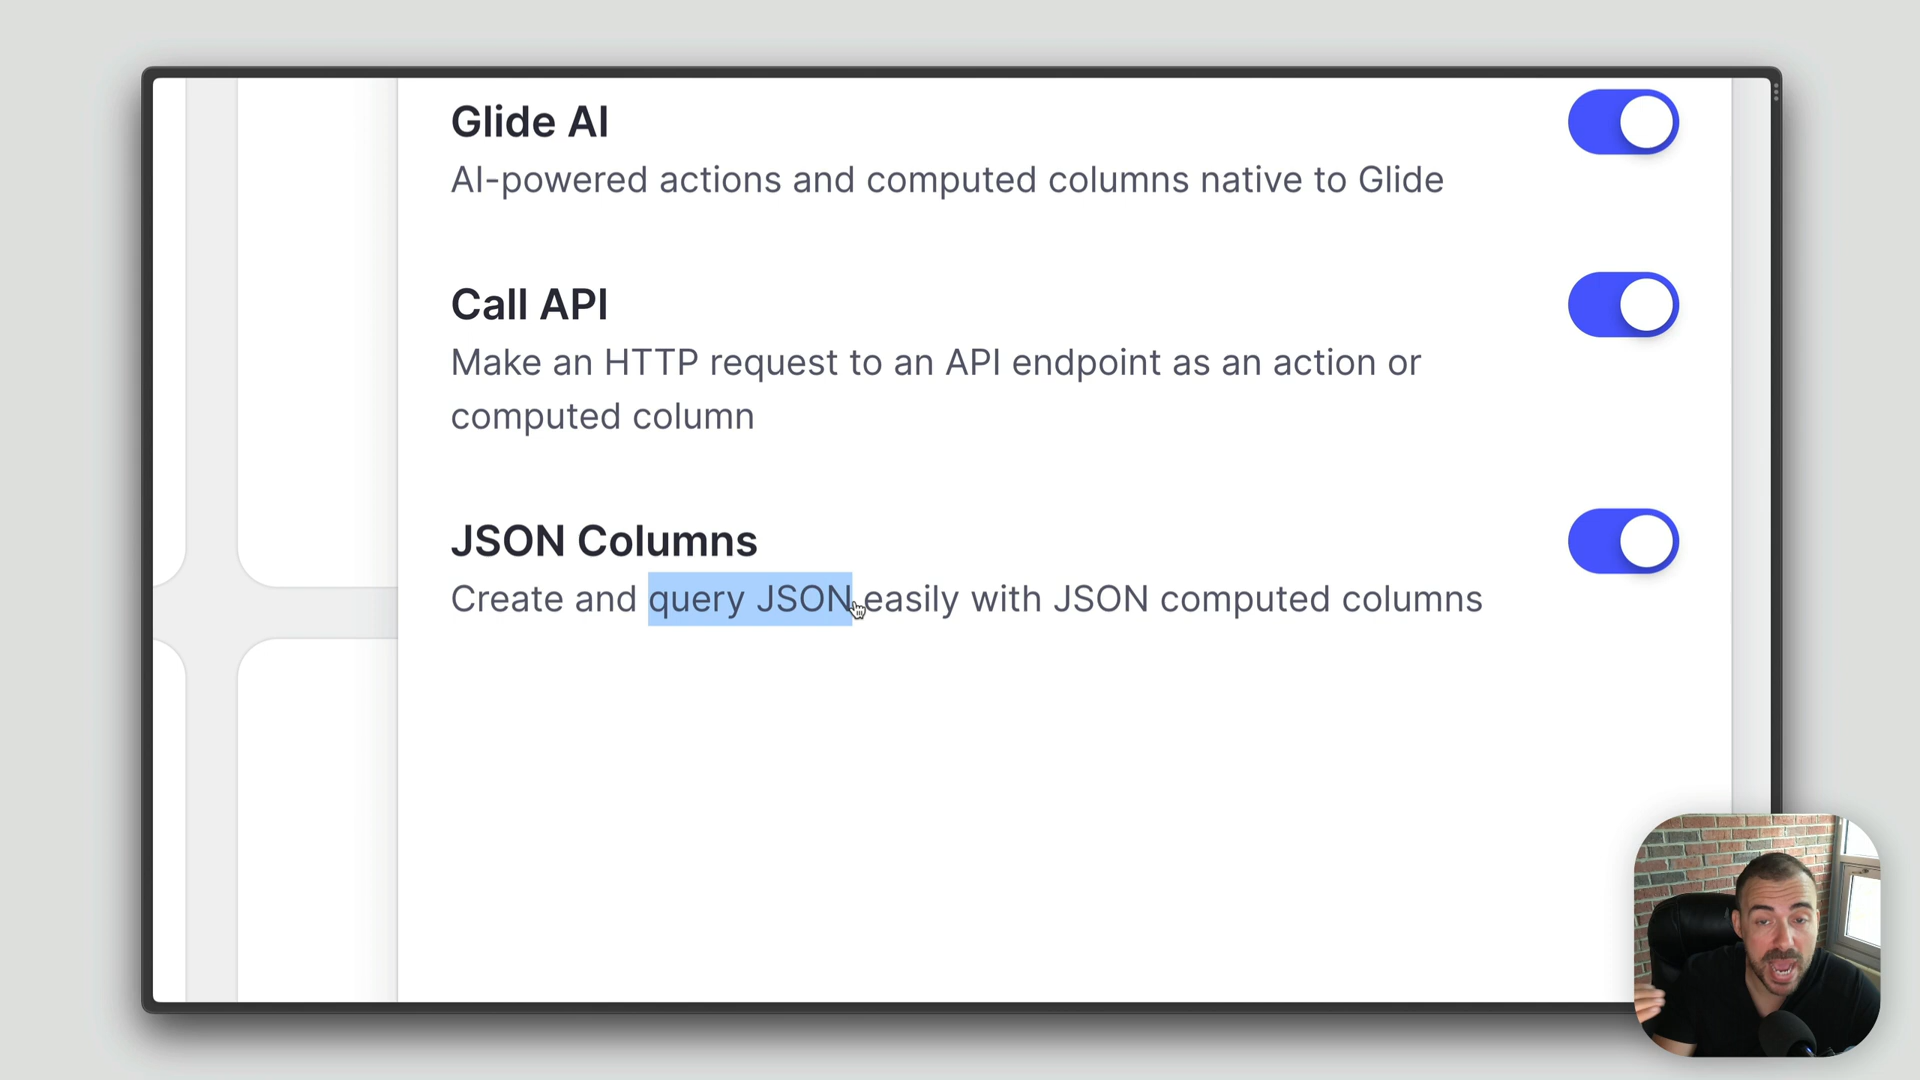 Glide AI
AI-powered actions and computed columns native to Glide
Call API
Make an HTTP request to an API endpoint as an action or
computed column
JSON Columns
Create and query JSON easily with JSON computed columns